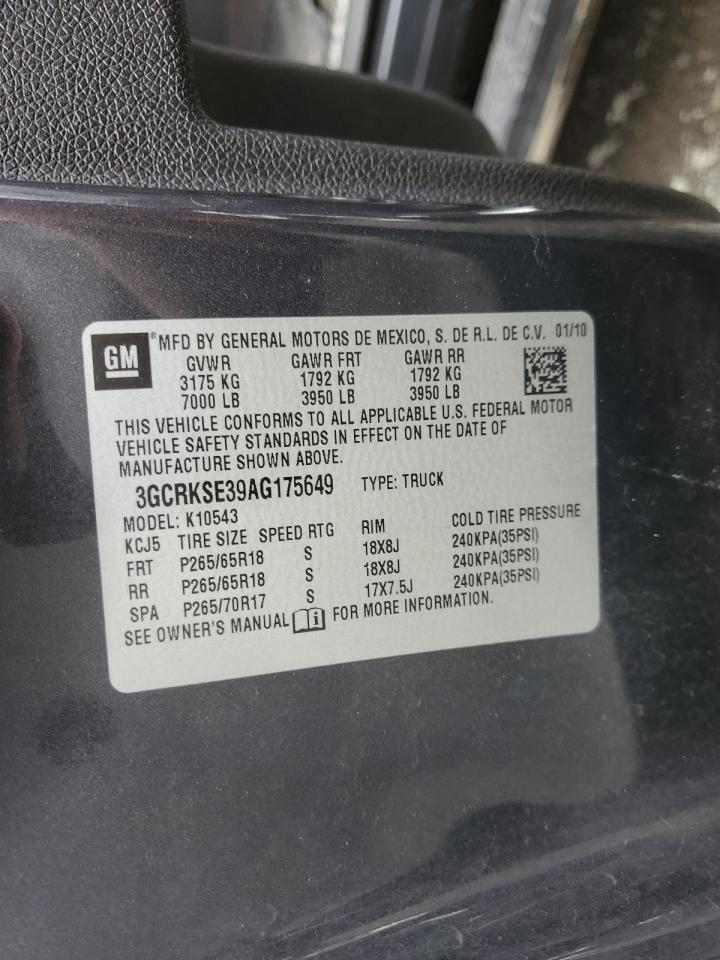 GM ®MFD BY GENERAL MOTORS DE MEXICO, S. DE R.L. DE C.V. 01/10
GVWR GAWR FRT GAWR RR
3175 KG 1792 KG 1792 KG
7000 LB 3950 LB 3950 LB
THIS VEHICLE CONFORMS TO ALL APPLICABLE U.S. FEDERAL MOTOR
VEHICLE SAFETY STANDARDS IN EFFECT ON THE DATE OF
MANUFACTURE SHOWN ABOVE.
3GCRKSE39AG175649 TYPE: TRUCK
MODEL: K10543
KCJ5 TIRE SIZE SPEED RTG RIM COLD TIRE PRESSURE
FRT P265/65R18 S 18X8J 240KPA(35PSI)
RR P265/65R18 S 18X8J 240KPA(35PSI)
SPA P265/70R17 S 17X7.5J 240KPA(35PSI)
SEE OWNER'S MANUAL i FOR MORE INFORMATION.